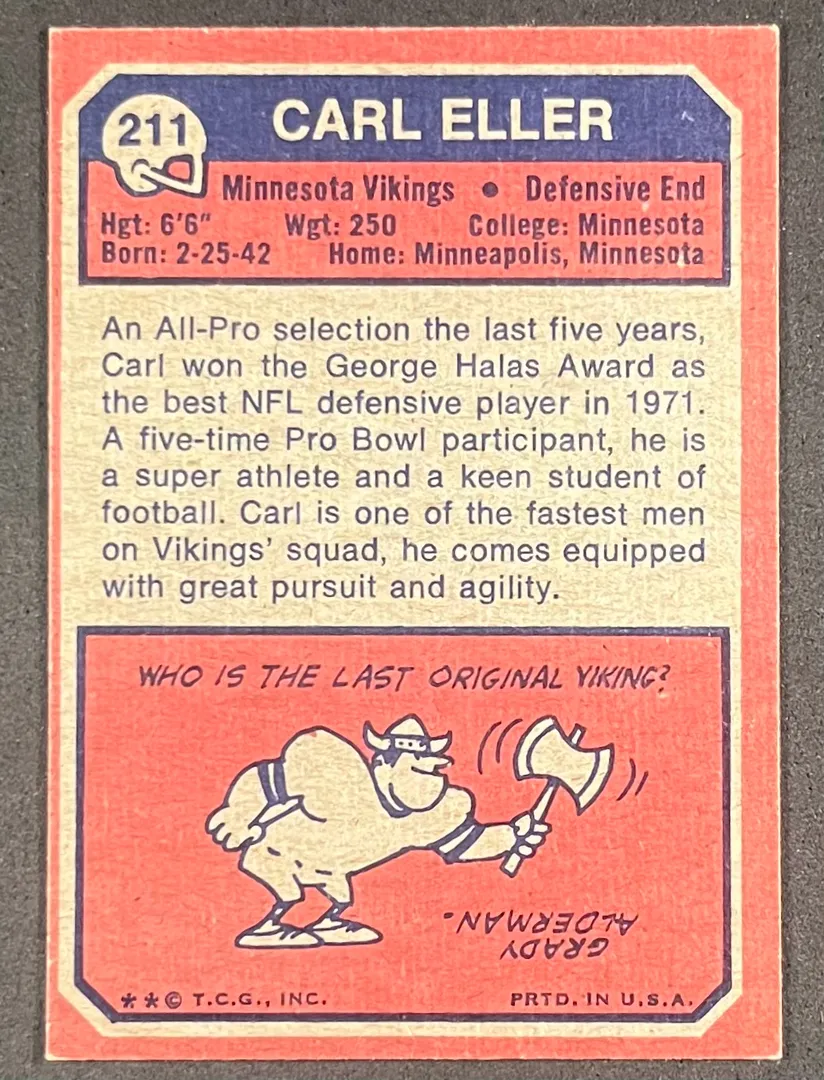 211
CARL ELLER
Minnesota Vikings • Defensive End
Hgt: 6'6" Wgt: 250 College: Minnesota
Born: 2-25-42 Home: Minneapolis, Minnesota
An All-Pro selection the last five years,
Carl won the George Halas Award as
the best NFL defensive player in 1971.
A five-time Pro Bowl participant, he is
a super athlete and a keen student of
football. Carl is one of the fastest men
on Vikings' squad, he comes equipped
with great pursuit and agility.
WHO IS THE LAST ORIGINAL VIKING?
GRADY
ALDERMAN.
**© T.C.G., INC. PRTD. IN U.S.A.